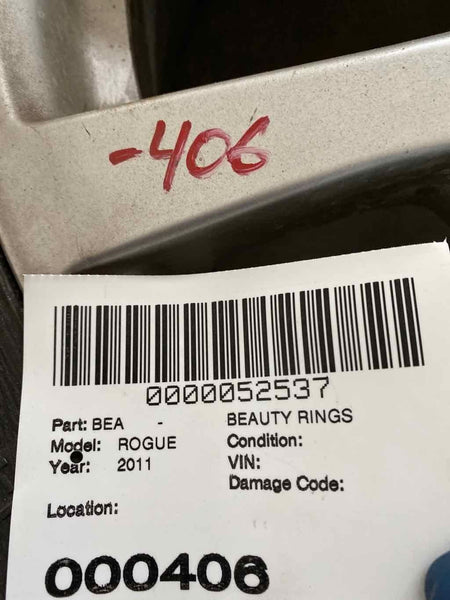 -406
0000052537
Part: BEA - BEAUTY RINGS
Model: ROGUE Condition:
Year: 2011 VIN:
Damage Code:
Location:
000406